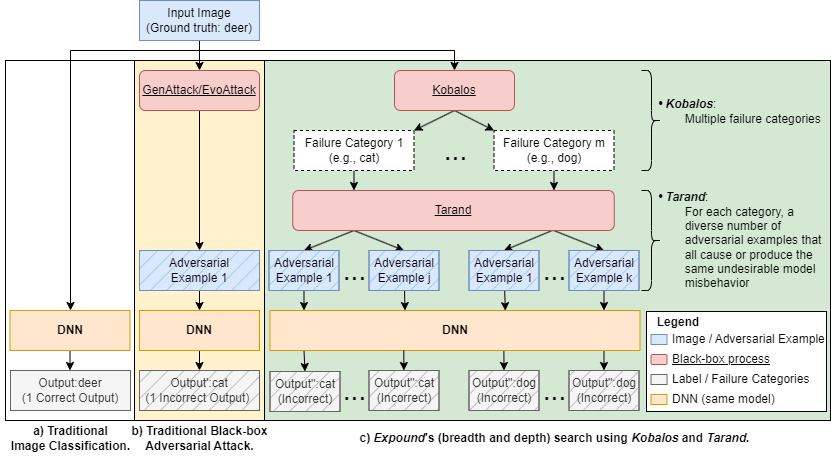 Input Image
(Ground truth: deer)
GenAttack/EvoAttack
Kobalos
Failure Category 1
(e.g., cat)
...
Failure Category m
(e.g., dog)
Tarand
• Kobalos:
Multiple failure categories
• Tarand:
For each category, a
diverse number of
adversarial examples that
all cause or produce the
same undesirable model
misbehavior
Adversarial
Example 1
Adversarial
Example 1
...
Adversarial
Example j
Adversarial
Example 1
...
Adversarial
Example k
DNN
DNN
DNN
Output:deer
(1 Correct Output)
Output':cat
(1 Incorrect Output)
Output":cat
(Incorrect)
...
Output":cat
(Incorrect)
Output":dog
(Incorrect)
...
Output":dog
(Incorrect)
Legend
Image / Adversarial Example
Black-box process
Label / Failure Categories
DNN (same model)
a) Traditional
Image Classification.
b) Traditional Black-box
Adversarial Attack.
c) Expound's (breadth and depth) search using Kobalos and Tarand.